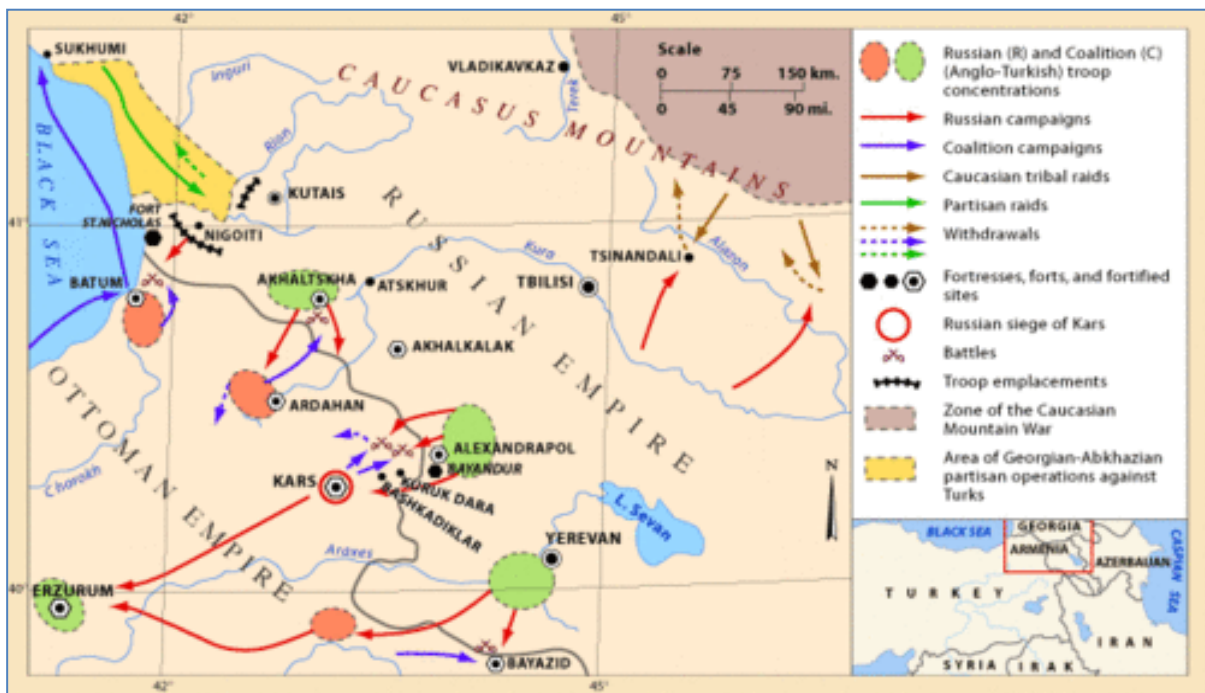 42°
45°
SUKHUMI
Inguri
CAUCASUS MOUNTAINS
VLADIKAVKAZ
Terek
Scale
0 75 150 km.
0 45 90 mi.
BLACK SEA
Rion
KUTAIS
FORT
ST. NICHOLAS
NIGOITI
41°
41°
RUSSIAN EMPIRE
Kura
TSINANDALI
Alazon
BATUM
AKHALTSKHA
ATSKHUR
TBILISI
AKHALKALAK
OTTOMAN EMPIRE
ARDAHAN
ALEXANDRAPOL
BAYANDUR
Chorokh
KARS
KURUK DARA
BASHKADIKLAR
L. Sevan
N
YEREVAN
Araxes
40°
40°
ERZURUM
BAYAZID
42°
45°
Russian (R) and Coalition (C)
(Anglo-Turkish) troop
concentrations
Russian campaigns
Coalition campaigns
Caucasian tribal raids
Partisan raids
Withdrawals
Fortresses, forts, and fortified
sites
Russian siege of Kars
Battles
Troop emplacements
Zone of the Caucasian
Mountain War
Area of Georgian-Abkhazian
partisan operations against
Turks
BLACK SEA
GEORGIA
ARMENIA
AZERBAIJAN
CASPIAN SEA
TURKEY
IRAN
SYRIA
IRAK